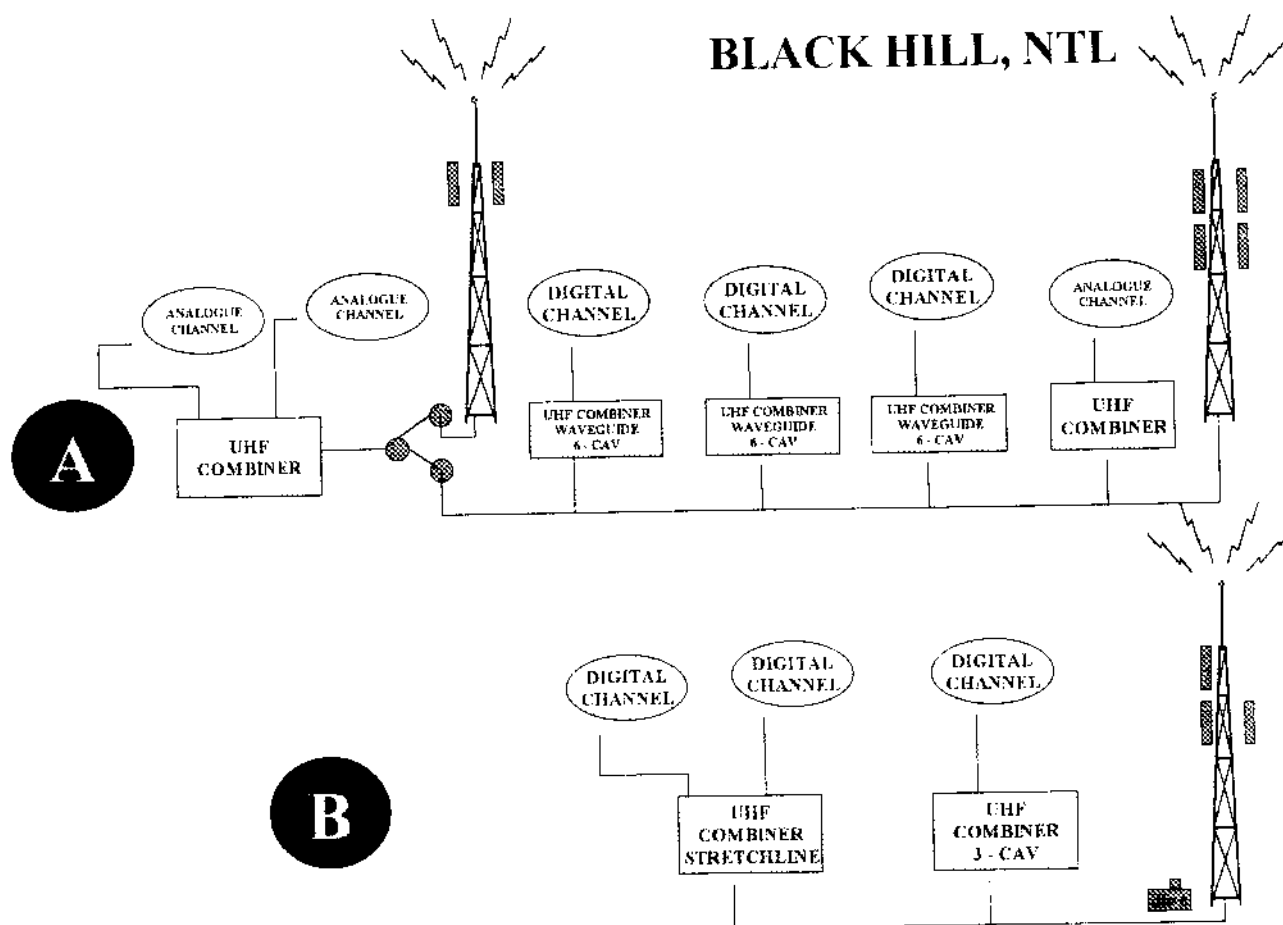 BLACK HILL, NTL
ANALOGUE
CHANNEL
ANALOGUE
CHANNEL
DIGITAL
CHANNEL
DIGITAL
CHANNEL
DIGITAL
CHANNEL
ANALOGUE
CHANNEL
A
UHF
COMBINER
UHF COMBINER
WAVEGUIDE
6 - CAV
UHF COMBINER
WAVEGUIDE
6 - CAV
UHF COMBINER
WAVEGUIDE
6 - CAV
UHF
COMBINER
DIGITAL
CHANNEL
DIGITAL
CHANNEL
DIGITAL
CHANNEL
B
UHF
COMBINER
STRETCHLINE
UHF
COMBINER
3 - CAV